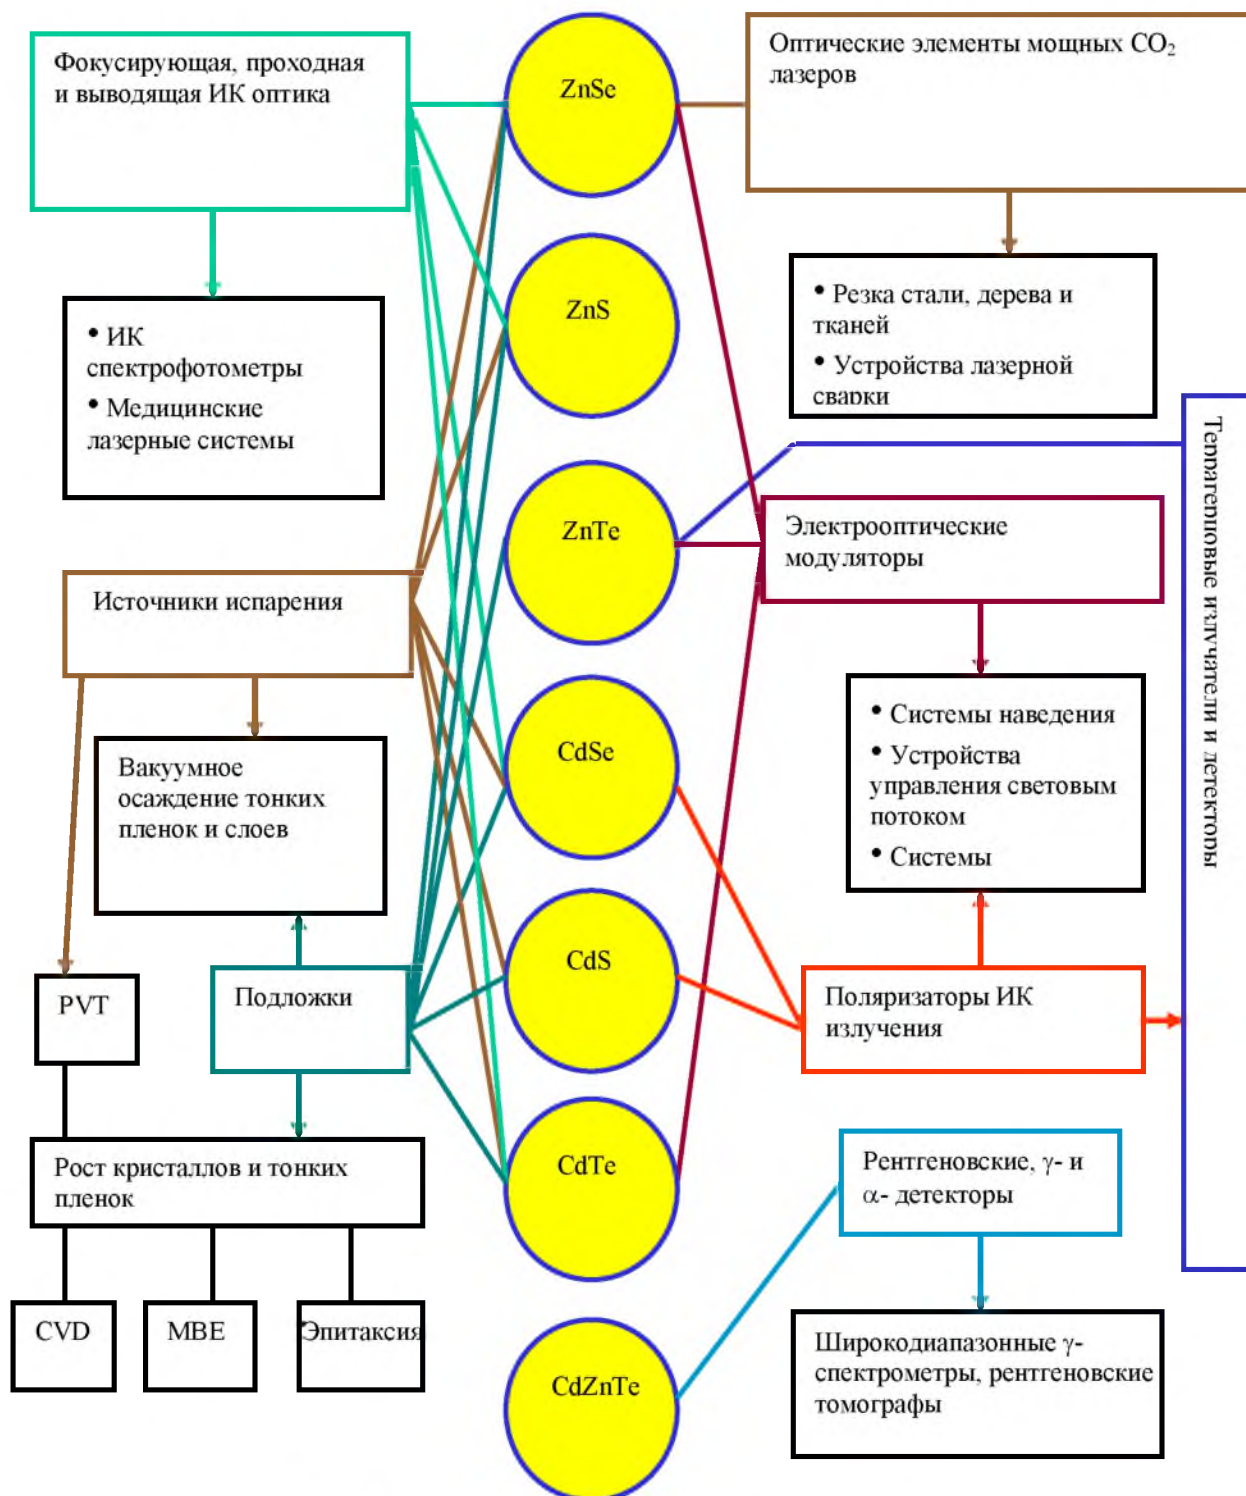 Фокусирующая, проходная
и выводящая ИК оптика
ZnSe
Оптические элементы мощных CO₂
лазеров
• Резка стали, дерева и
тканей
• Устройства лазерной
сварки
ZnS
• ИК
спектрофотометры
• Медицинские
лазерные системы
Террагерцовые излучатели и детекторы
ZnTe
Электрооптические
модуляторы
Источники испарения
• Системы наведения
• Устройства
управления световым
потоком
• Системы
CdSe
Вакуумное
осаждение тонких
пленок и слоев
CdS
PVT
Подложки
Поляризаторы ИК
излучения
Рост кристаллов и тонких
пленок
CdTe
Рентгеновские, γ- и
α- детекторы
CVD
MBE
Эпитаксия
CdZnTe
Широкодиапазонные γ-
спектрометры, рентгеновские
томографы